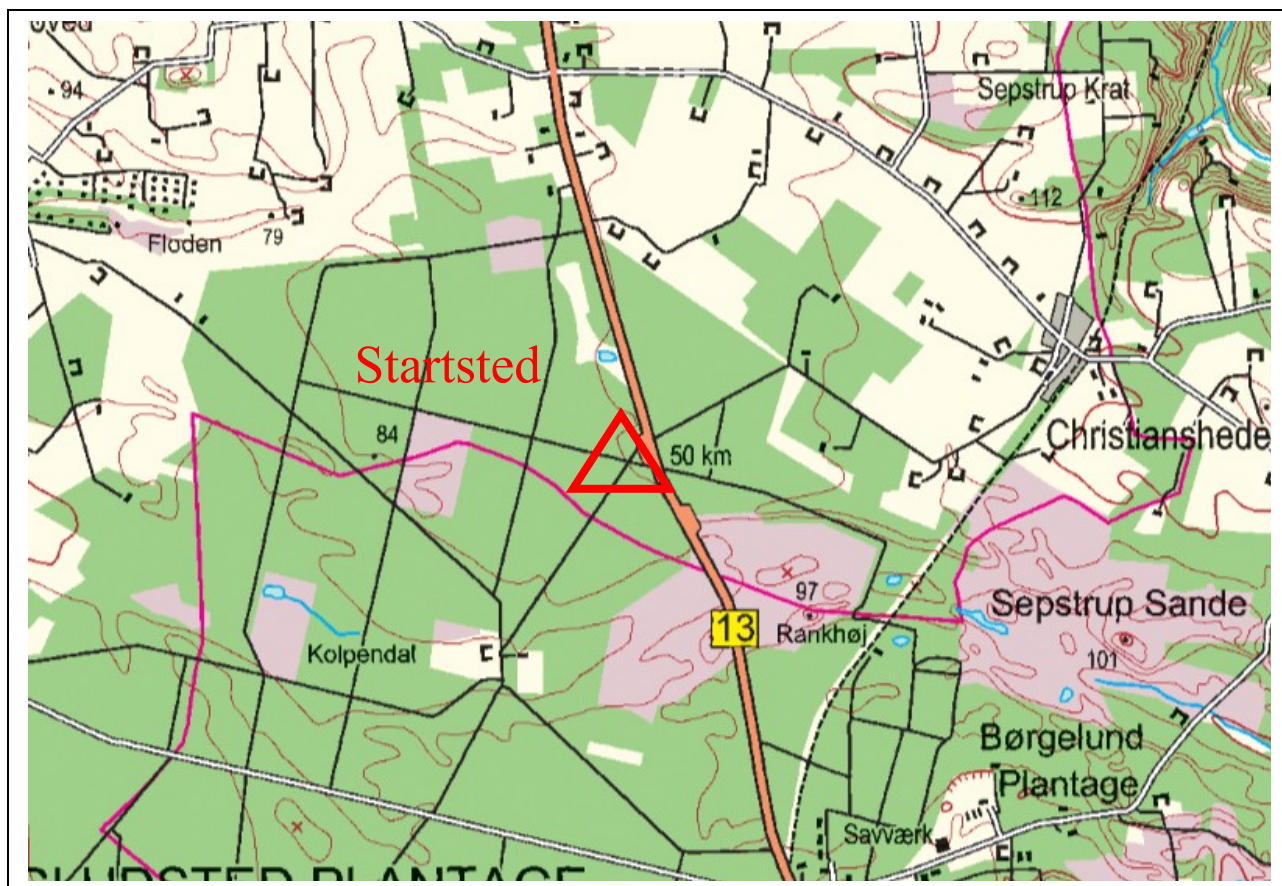 94
Sepstrup Krat
112
Floden
79
Startsted
84
50 km
Christianshede
97
Sepstrup Sande
13
Rankhøj
Kolpendal
101
Børgelund
Plantage
Savværk